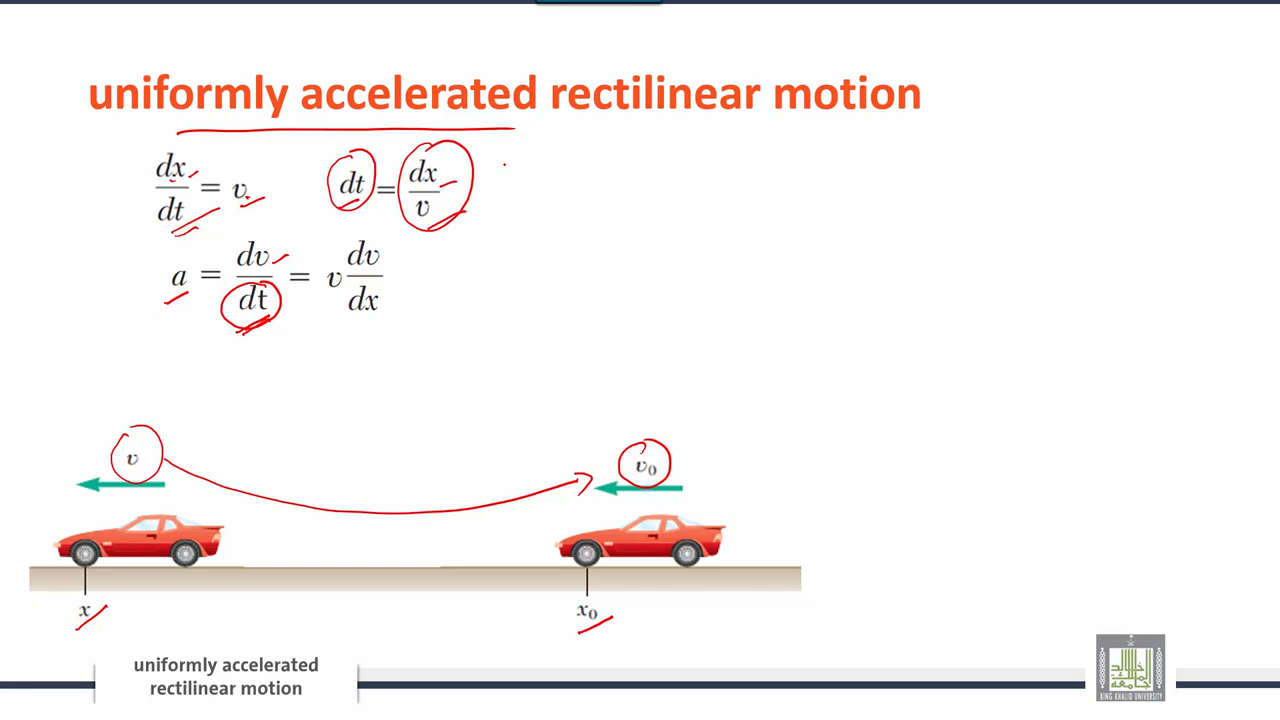 uniformly accelerated rectilinear motion
dx/dt = v    dt = dx/v
a = dv/dt = v dv/dx
v    v₀
x    x₀
uniformly accelerated
rectilinear motion
KING KHALID UNIVERSITY